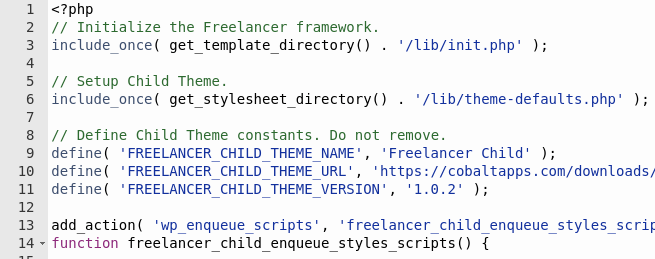 1 <?php
2 // Initialize the Freelancer framework.
3 include_once( get_template_directory() . '/lib/init.php' );
4
5 // Setup Child Theme.
6 include_once( get_stylesheet_directory() . '/lib/theme-defaults.php' );
7
8 // Define Child Theme constants. Do not remove.
9 define( 'FREELANCER_CHILD_THEME_NAME', 'Freelancer Child' );
10 define( 'FREELANCER_CHILD_THEME_URL', 'https://cobaltapps.com/downloads/
11 define( 'FREELANCER_CHILD_THEME_VERSION', '1.0.2' );
12
13 add_action( 'wp_enqueue_scripts', 'freelancer_child_enqueue_styles_scrip
14 function freelancer_child_enqueue_styles_scripts() {